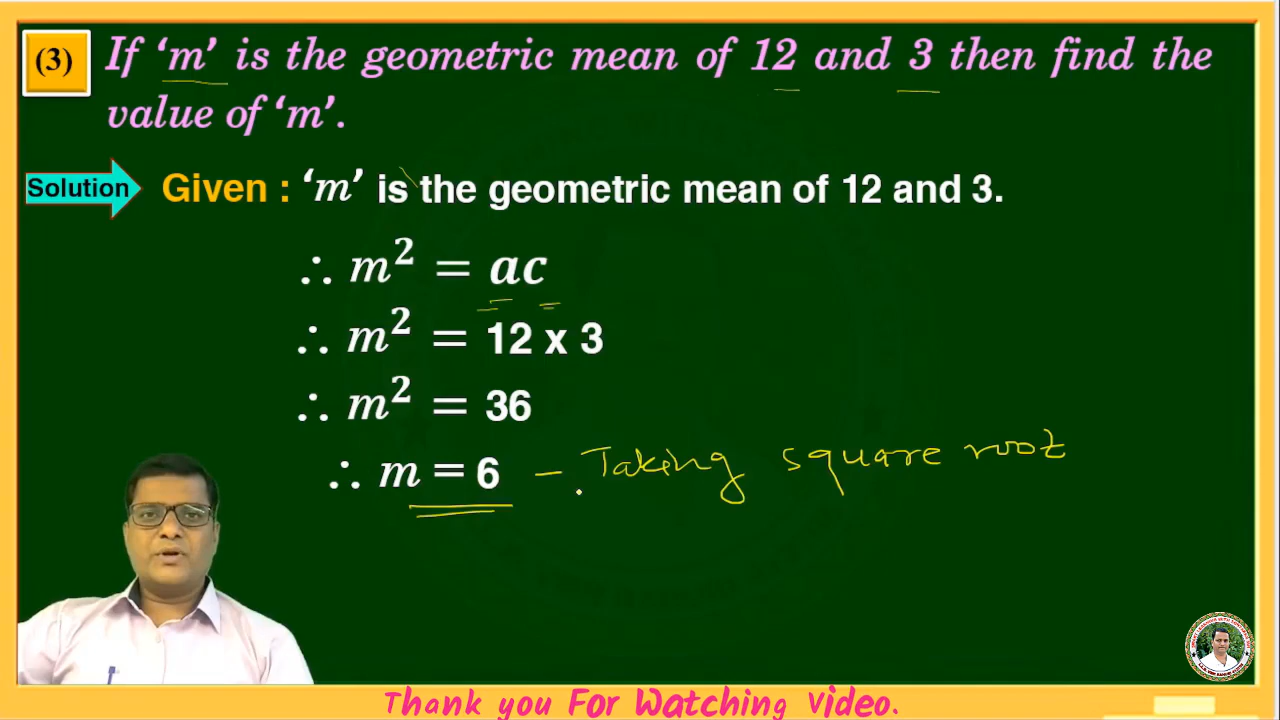 (3) If ‘m’ is the geometric mean of 12 and 3 then find the
value of ‘m’.
Solution Given : ‘m’ is the geometric mean of 12 and 3.
∴ m² = ac
∴ m² = 12 x 3
∴ m² = 36
∴ m = 6 – Taking square root
Thank you For Watching Video.